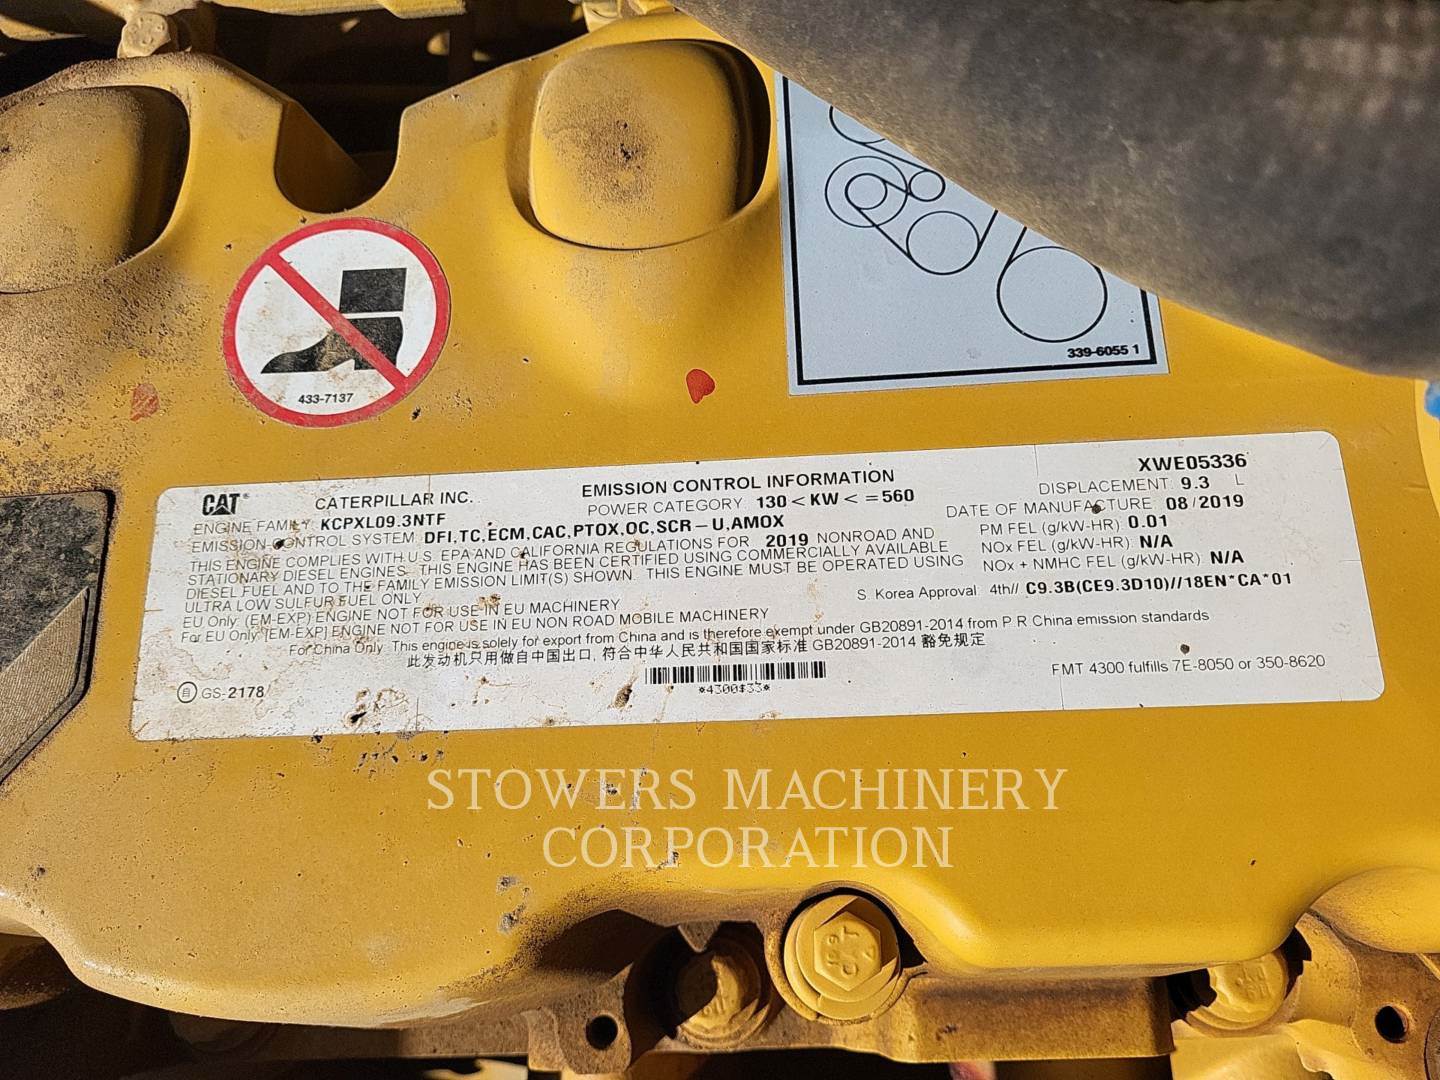 433-7137
339-6055 1
CAT®
CATERPILLAR INC.
EMISSION CONTROL INFORMATION
XWE05336
ENGINE FAMILY: KCPXL09.3NTF
POWER CATEGORY: 130 < KW < = 560
DISPLACEMENT: 9.3 L
EMISSION CONTROL SYSTEM: DFI,TC,ECM,CAC,PTOX,OC,SCR-U,AMOX
DATE OF MANUFACTURE: 08/2019
THIS ENGINE COMPLIES WITH U.S. EPA AND CALIFORNIA REGULATIONS FOR 2019 NONROAD AND
PM FEL (g/kW-HR): 0.01
STATIONARY DIESEL ENGINES. THIS ENGINE HAS BEEN CERTIFIED USING COMMERCIALLY AVAILABLE
NOx FEL (g/kW-HR): N/A
DIESEL FUEL AND TO THE FAMILY EMISSION LIMIT(S) SHOWN. THIS ENGINE MUST BE OPERATED USING
NOx + NMHC FEL (g/kW-HR): N/A
ULTRA LOW SULFUR FUEL ONLY
S. Korea Approval: 4th// C9.3B(CE9.3D10)//18EN*CA*01
EU Only: (EM-EXP) ENGINE NOT FOR USE IN EU MACHINERY
For EU Only: (EM-EXP) ENGINE NOT FOR USE IN EU NON ROAD MOBILE MACHINERY
For China Only: This engine is solely for export from China and is therefore exempt under GB20891-2014 from P R China emission standards
此发动机只用做自中国出口, 符合中华人民共和国国家标准 GB20891-2014 豁免规定
自 GS-2178
*4300$33*
FMT 4300 fulfills 7E-8050 or 350-8620
STOWERS MACHINERY
CORPORATION